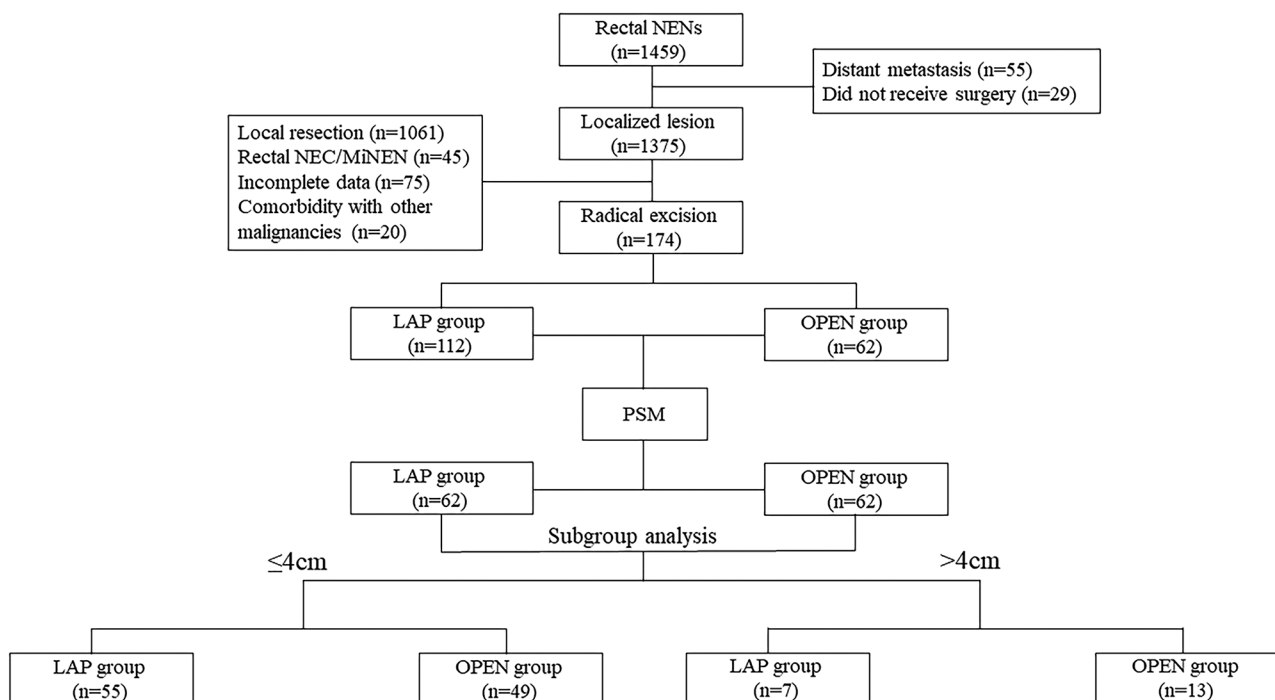 Rectal NENs
(n=1459)
Distant metastasis (n=55)
Did not receive surgery (n=29)
Localized lesion
(n=1375)
Local resection (n=1061)
Rectal NEC/MiNEN (n=45)
Incomplete data (n=75)
Comorbidity with other
malignancies (n=20)
Radical excision
(n=174)
LAP group
(n=112)
OPEN group
(n=62)
PSM
LAP group
(n=62)
OPEN group
(n=62)
Subgroup analysis
≤4cm
>4cm
LAP group
(n=55)
OPEN group
(n=49)
LAP group
(n=7)
OPEN group
(n=13)